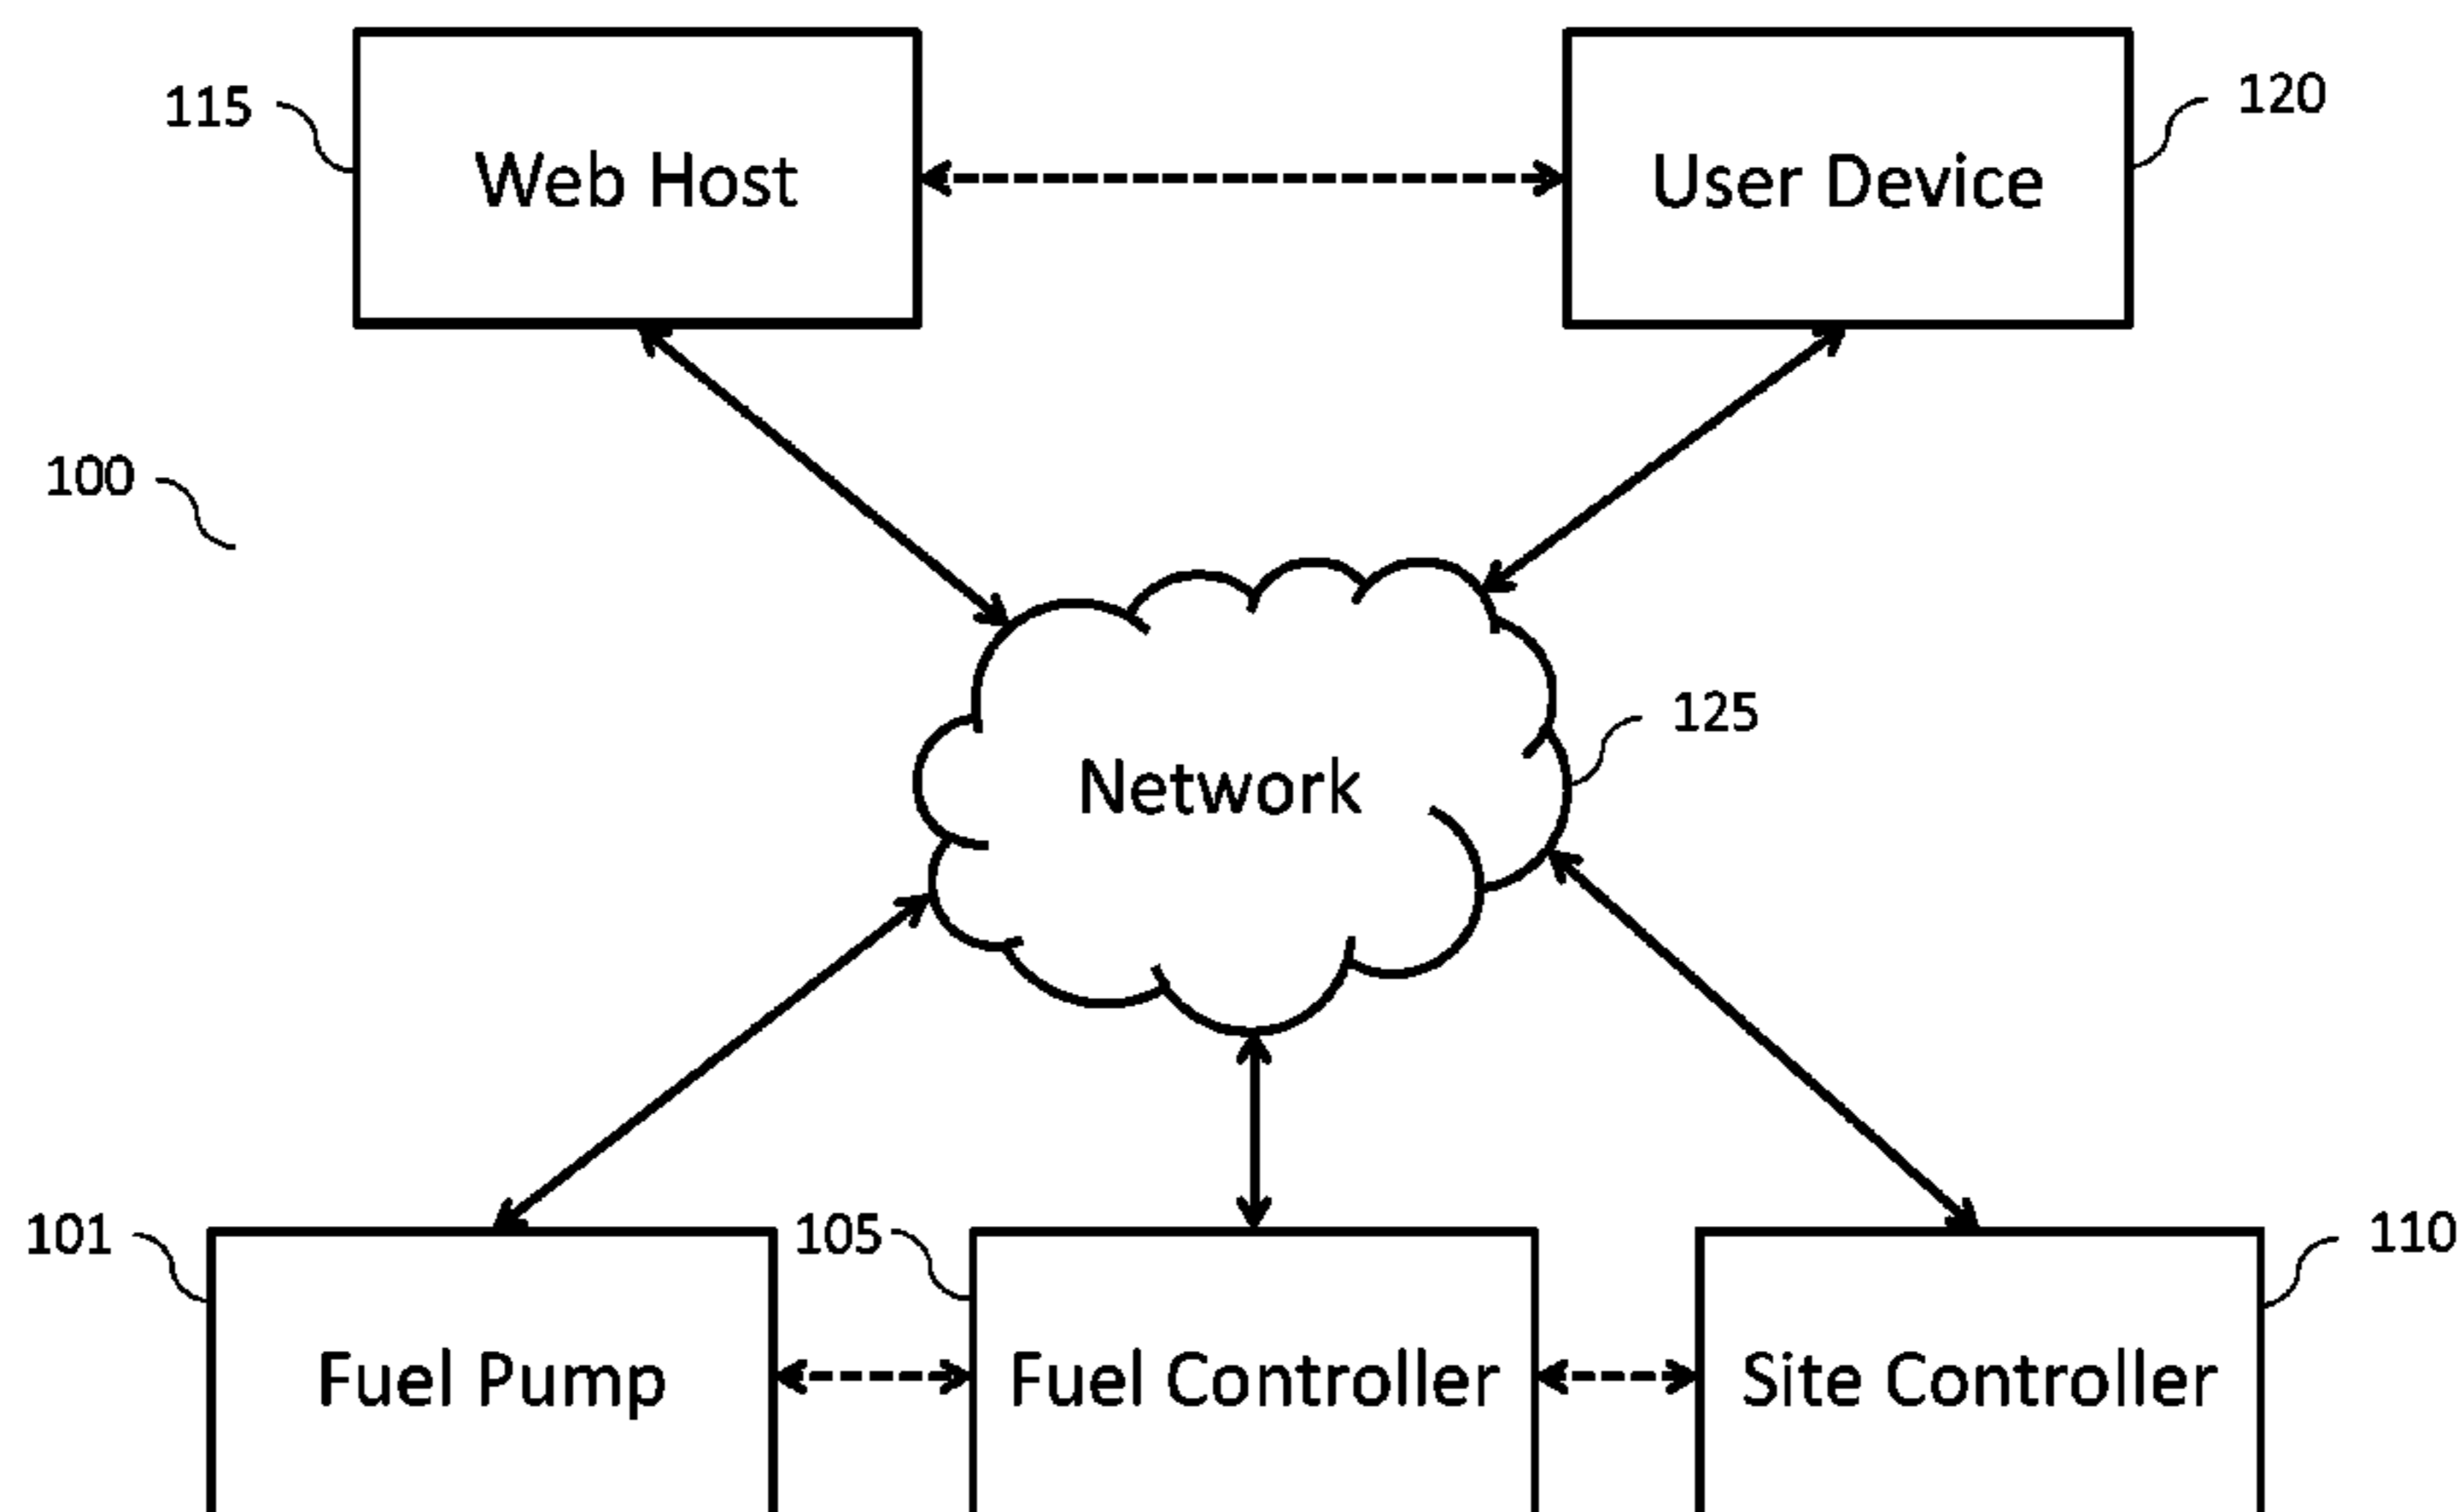 115
Web Host
User Device
120
100
Network
125
101
Fuel Pump
105
Fuel Controller
Site Controller
110